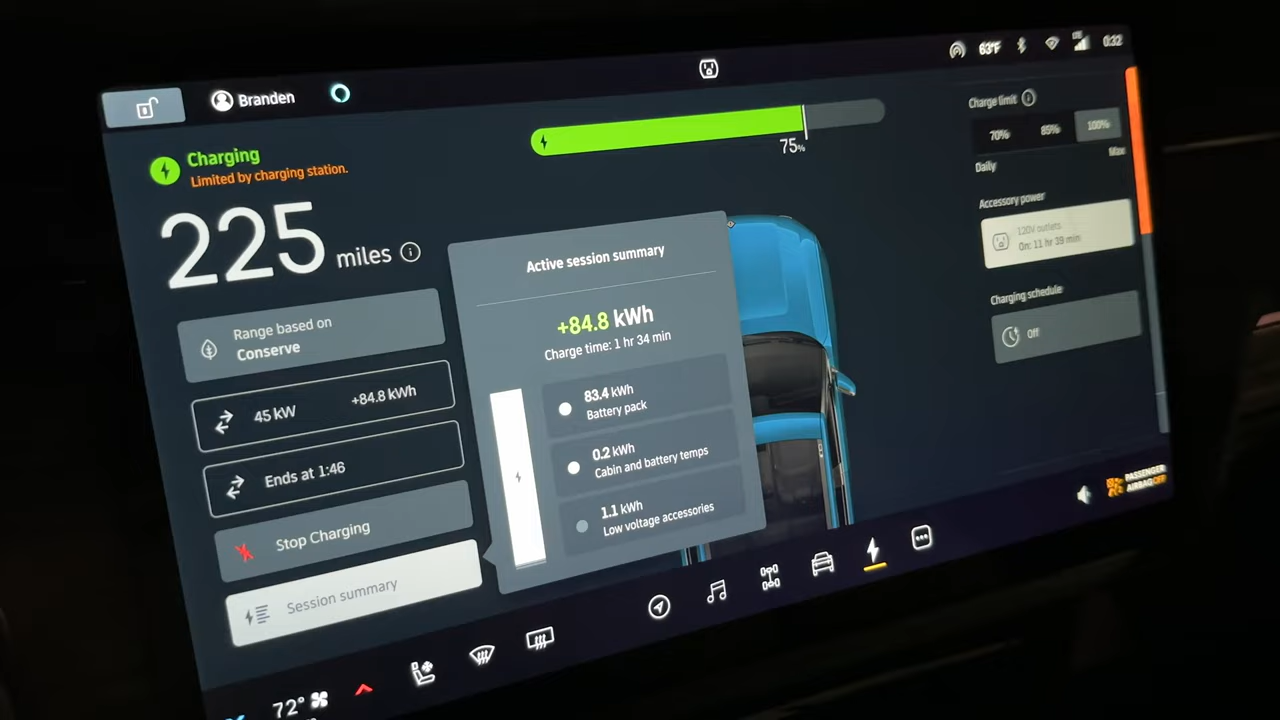 Branden
63°F
LTE
0:32
Charging
Limited by charging station.
225 miles
75%
Charge limit
70%
85%
100%
Daily
Max
Accessory power
120V outlets
On: 11 hr 39 min
Charging schedule
Off
Range based on
Conserve
45 kW +84.8 kWh
Ends at 1:46
Stop Charging
Session summary
Active session summary
+84.8 kWh
Charge time: 1 hr 34 min
83.4 kWh
Battery pack
0.2 kWh
Cabin and battery temps
1.1 kWh
Low voltage accessories
PASSENGER
AIRBAG OFF
72°